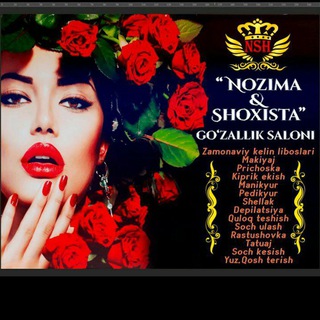 NSH
“NOZIMA
&
SHOXISTA”
GO'ZALLIK SALONI
Zamonaviy kelin liboslari
Makiyaj
Prichoska
Kiprik ekish
Manikyur
Pedikyur
Shellak
Depilatsiya
Quloq teshish
Soch ulash
Rastushovka
Tatuaj
Soch kesish
Yuz.Qosh terish